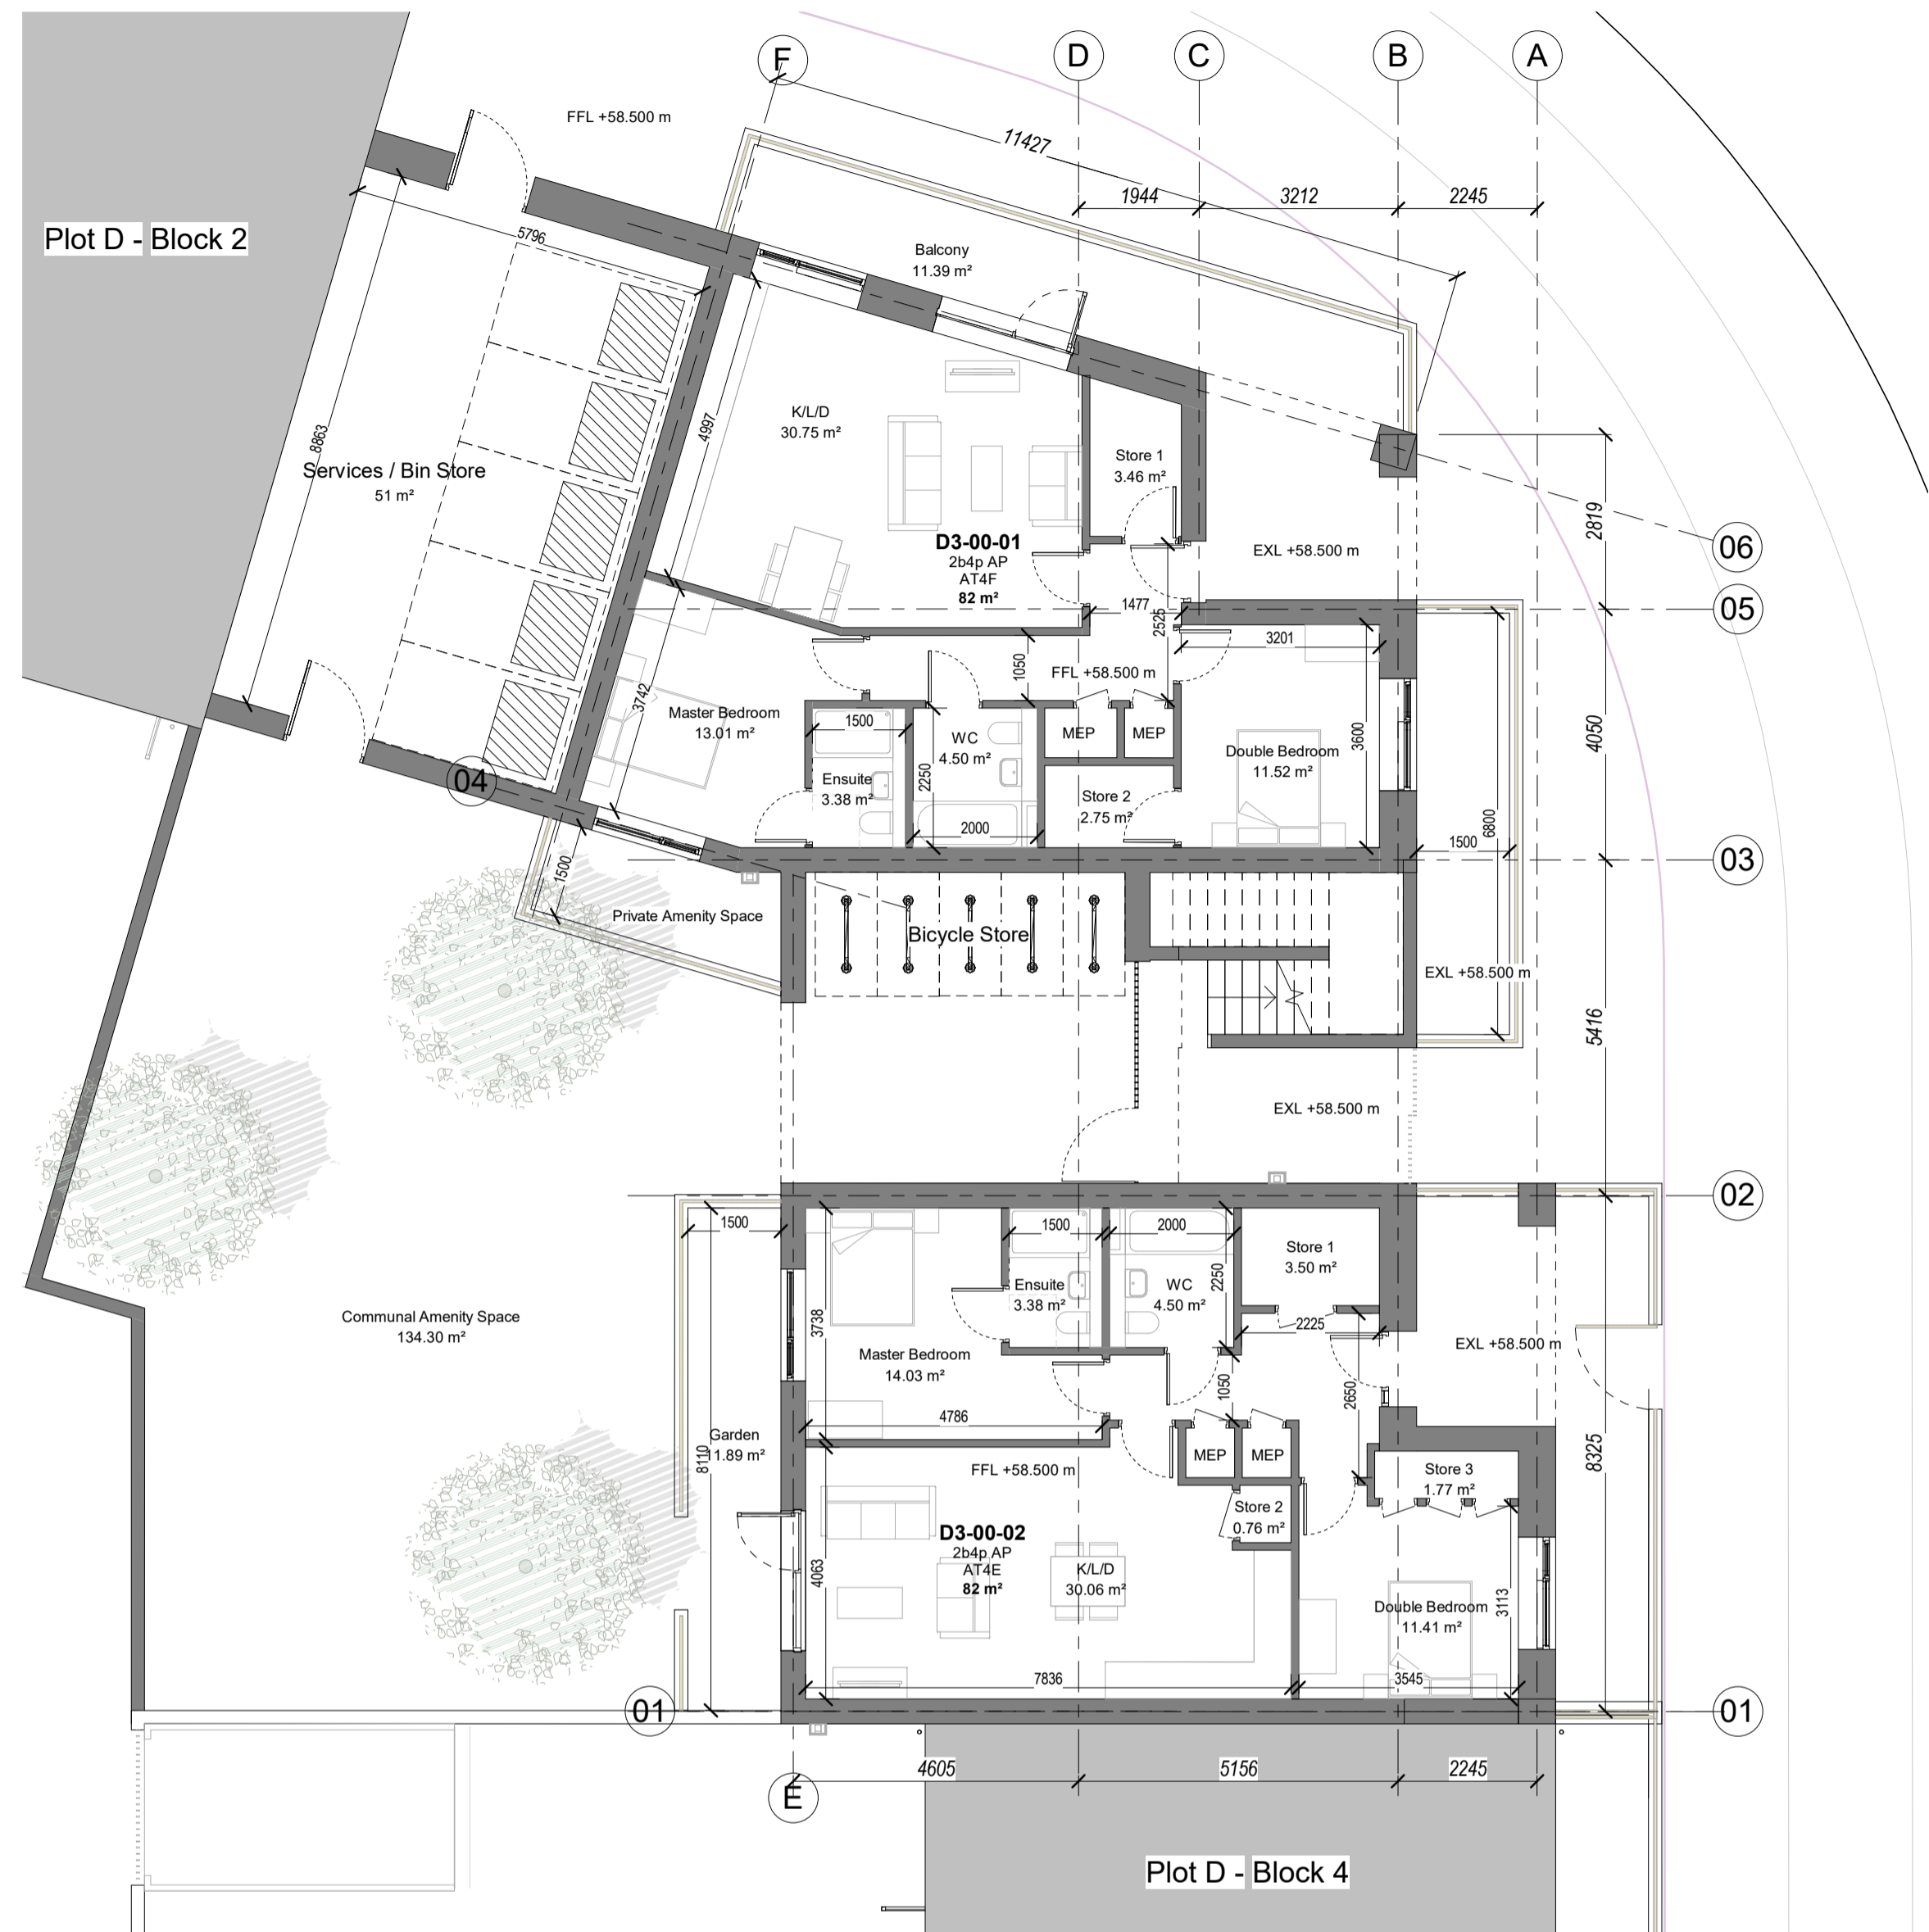 F
D
C
B
A
FFL +58.500 m
11427
1944
3212
2245
Plot D - Block 2
5796
Balcony
11.39 m²
8863
Services / Bin Store
51 m²
4997
K/L/D
30.75 m²
Store 1
3.46 m²
D3-00-01
2b4p AP
AT4F
82 m²
EXL +58.500 m
2819
06
05
1477
2525
3201
1050
FFL +58.500 m
3742
Master Bedroom
13.01 m²
1500
WC
4.50 m²
MEP
MEP
3600
Double Bedroom
11.52 m²
4050
04
Ensuite
3.38 m²
2250
Store 2
2.75 m²
2000
6800
1500
03
1500
Private Amenity Space
Bicycle Store
EXL +58.500 m
5416
EXL +58.500 m
02
1500
1500
2000
Store 1
3.50 m²
2250
Ensuite
3.38 m²
WC
4.50 m²
Communal Amenity Space
134.30 m²
3738
2225
EXL +58.500 m
Master Bedroom
14.03 m²
1050
2650
4786
Garden
11.89 m²
8110
MEP
MEP
8325
FFL +58.500 m
Store 3
1.77 m²
Store 2
0.76 m²
D3-00-02
2b4p AP
AT4E
82 m²
4063
K/L/D
30.06 m²
Double Bedroom
11.41 m²
3113
7836
3545
01
01
4605
5156
2245
E
Plot D - Block 4